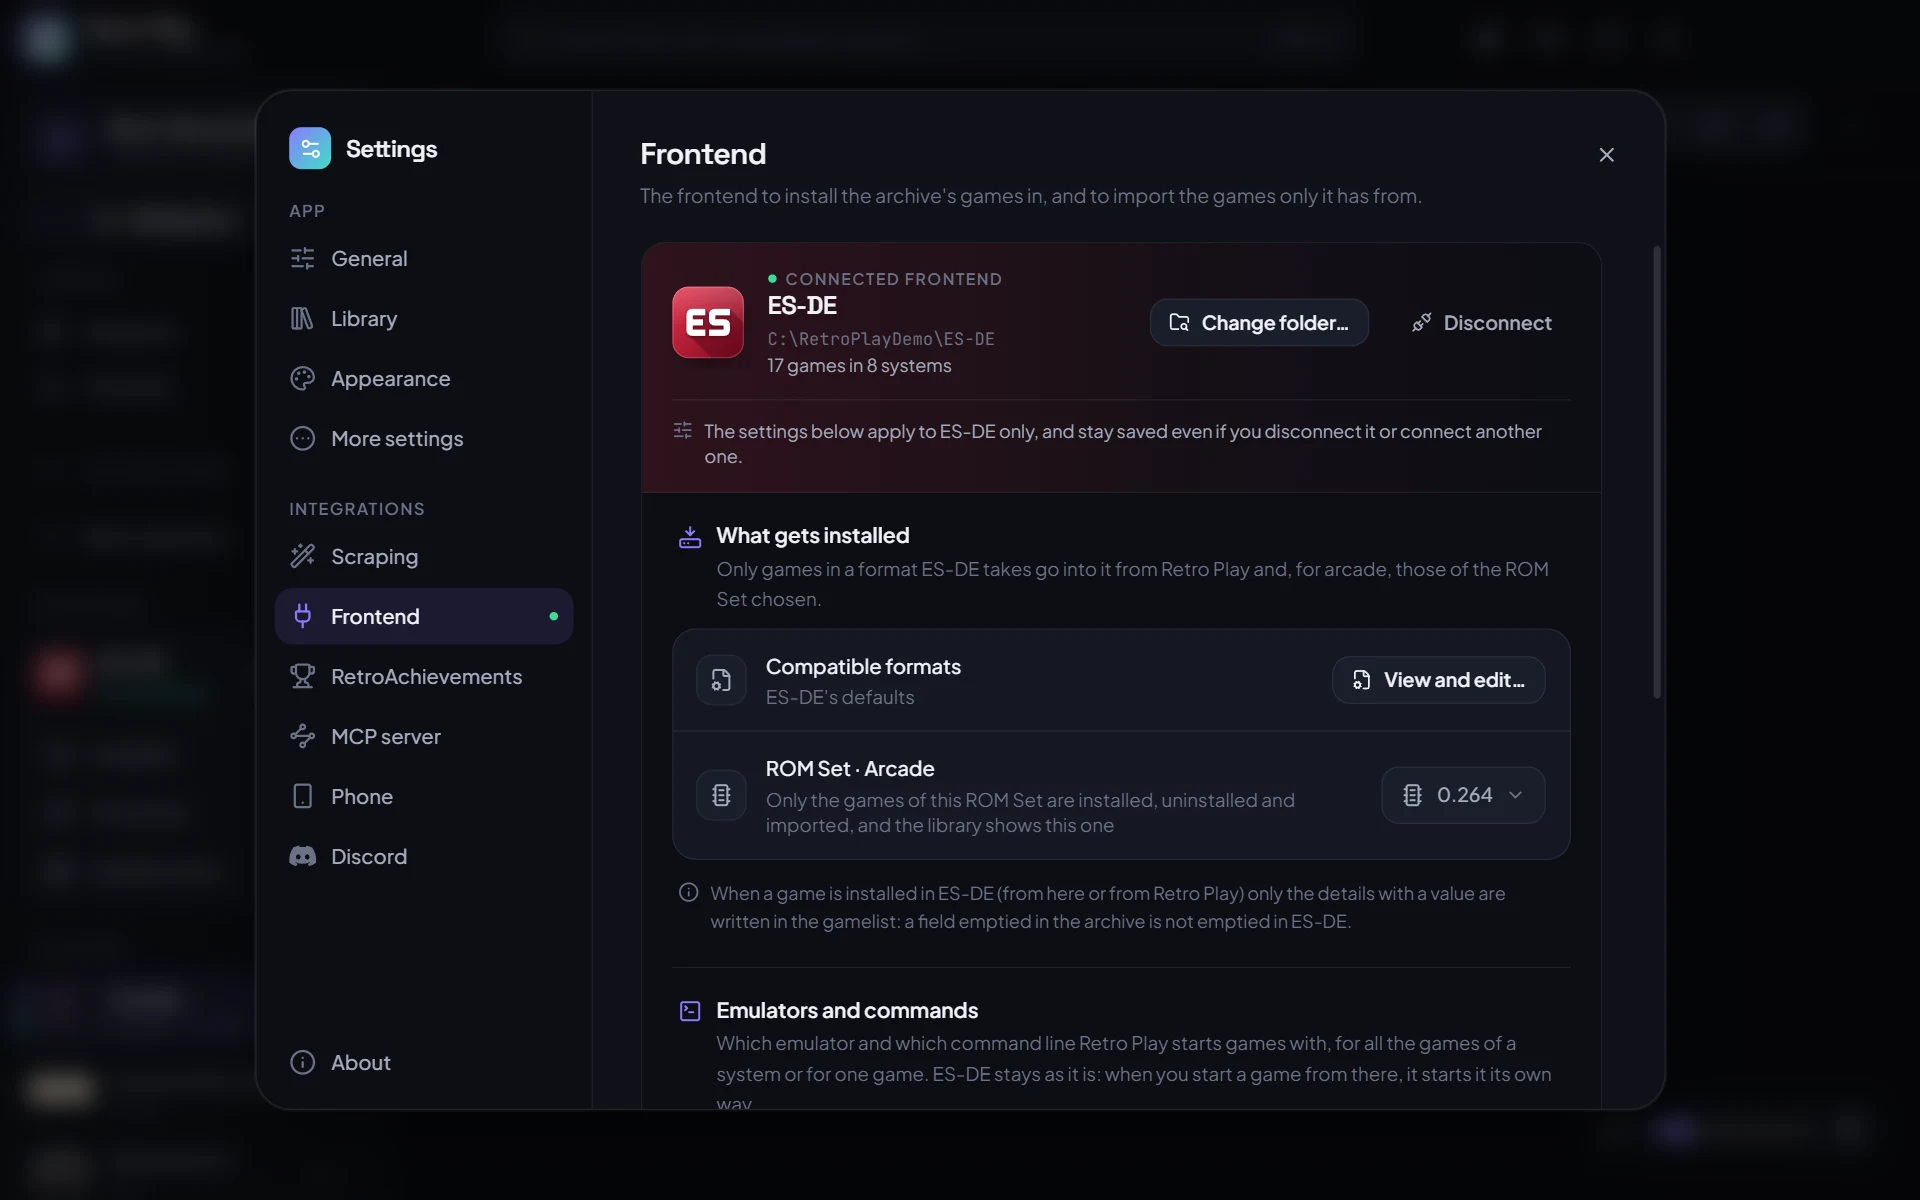 Settings
APP
General
Library
Appearance
More settings
INTEGRATIONS
Scraping
Frontend
RetroAchievements
MCP server
Phone
Discord
About
Frontend
The frontend to install the archive's games in, and to import the games only it has from.
ES
CONNECTED FRONTEND
ES-DE
C:\RetroPlayDemo\ES-DE
17 games in 8 systems
Change folder...
Disconnect
The settings below apply to ES-DE only, and stay saved even if you disconnect it or connect another
one.
What gets installed
Only games in a format ES-DE takes go into it from Retro Play and, for arcade, those of the ROM
Set chosen.
Compatible formats
ES-DE's defaults
View and edit...
ROM Set · Arcade
Only the games of this ROM Set are installed, uninstalled and
imported, and the library shows this one
0.264
When a game is installed in ES-DE (from here or from Retro Play) only the details with a value are
written in the gamelist: a field emptied in the archive is not emptied in ES-DE.
Emulators and commands
Which emulator and which command line Retro Play starts games with, for all the games of a
system or for one game. ES-DE stays as it is: when you start a game from there, it starts it its own
way.